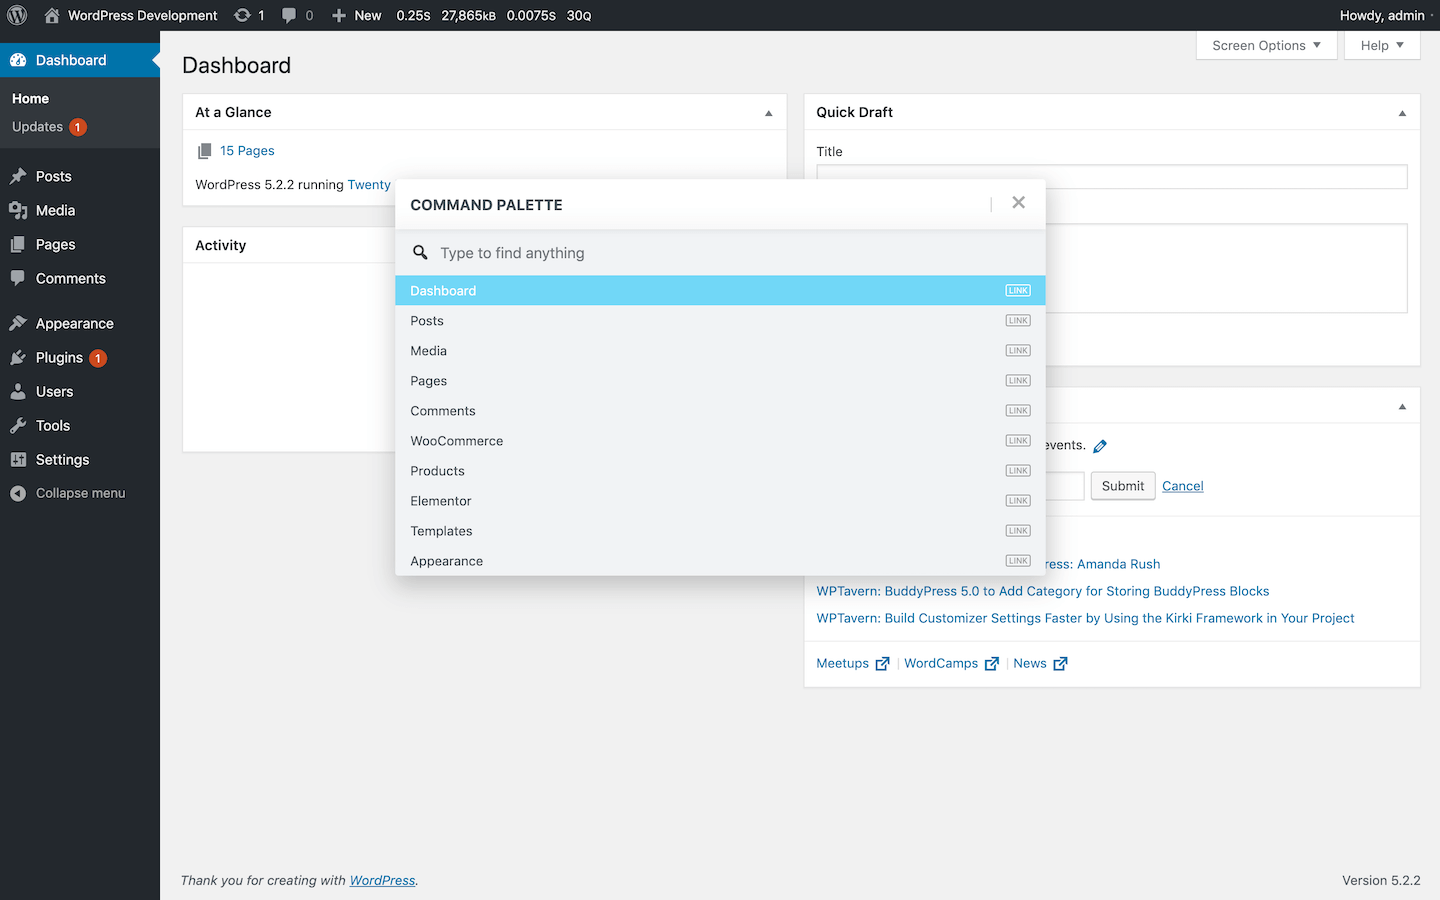 WordPress Development 1 0 New 0.25S 27,865KB 0.0075S 30Q Howdy, admin
Screen Options Help
Dashboard
Home
Updates 1
Posts
Media
Pages
Comments
Appearance
Plugins 1
Users
Tools
Settings
Collapse menu
Dashboard
At a Glance
15 Pages
WordPress 5.2.2 running Twenty
Activity
Quick Draft
Title
COMMAND PALETTE
Type to find anything
Dashboard LINK
Posts LINK
Media LINK
Pages LINK
Comments LINK
WooCommerce LINK
Products LINK
Elementor LINK
Templates LINK
Appearance LINK
events.
Submit Cancel
ress: Amanda Rush
WPTavern: BuddyPress 5.0 to Add Category for Storing BuddyPress Blocks
WPTavern: Build Customizer Settings Faster by Using the Kirki Framework in Your Project
Meetups | WordCamps | News
Thank you for creating with WordPress.
Version 5.2.2